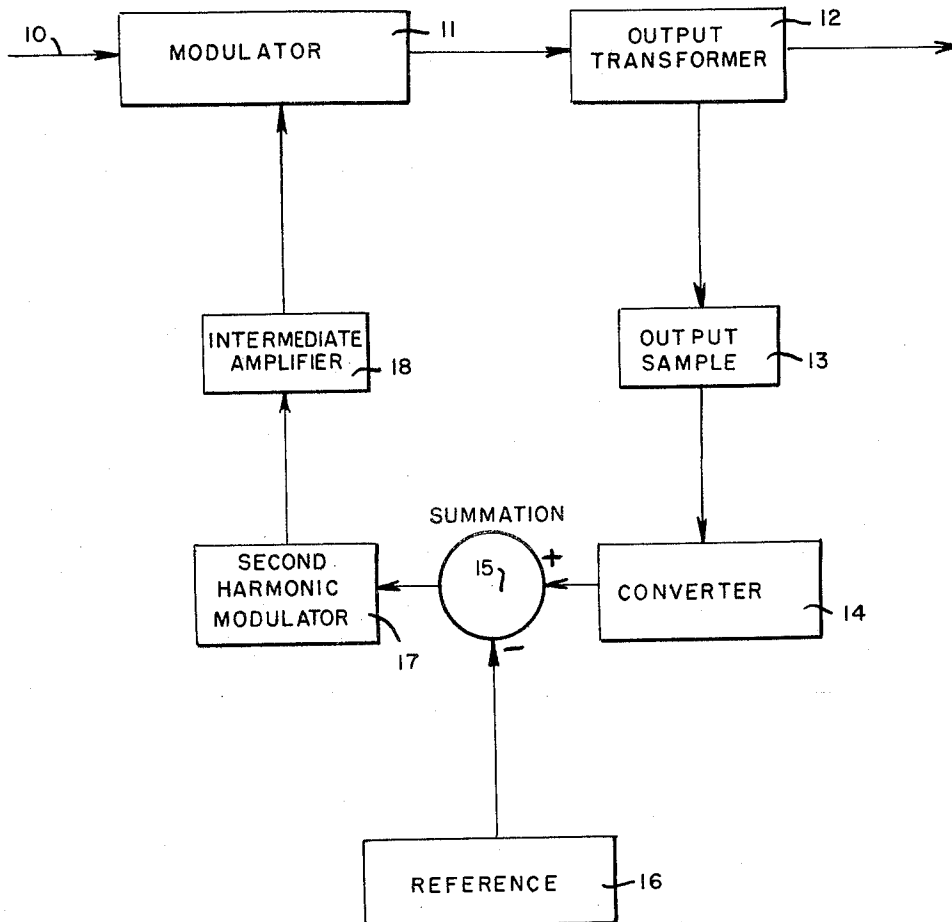 10
MODULATOR
11
OUTPUT
TRANSFORMER
12
INTERMEDIATE
AMPLIFIER
18
OUTPUT
SAMPLE
13
SUMMATION
SECOND
HARMONIC
MODULATOR
17
15
+
−
CONVERTER
14
REFERENCE
16